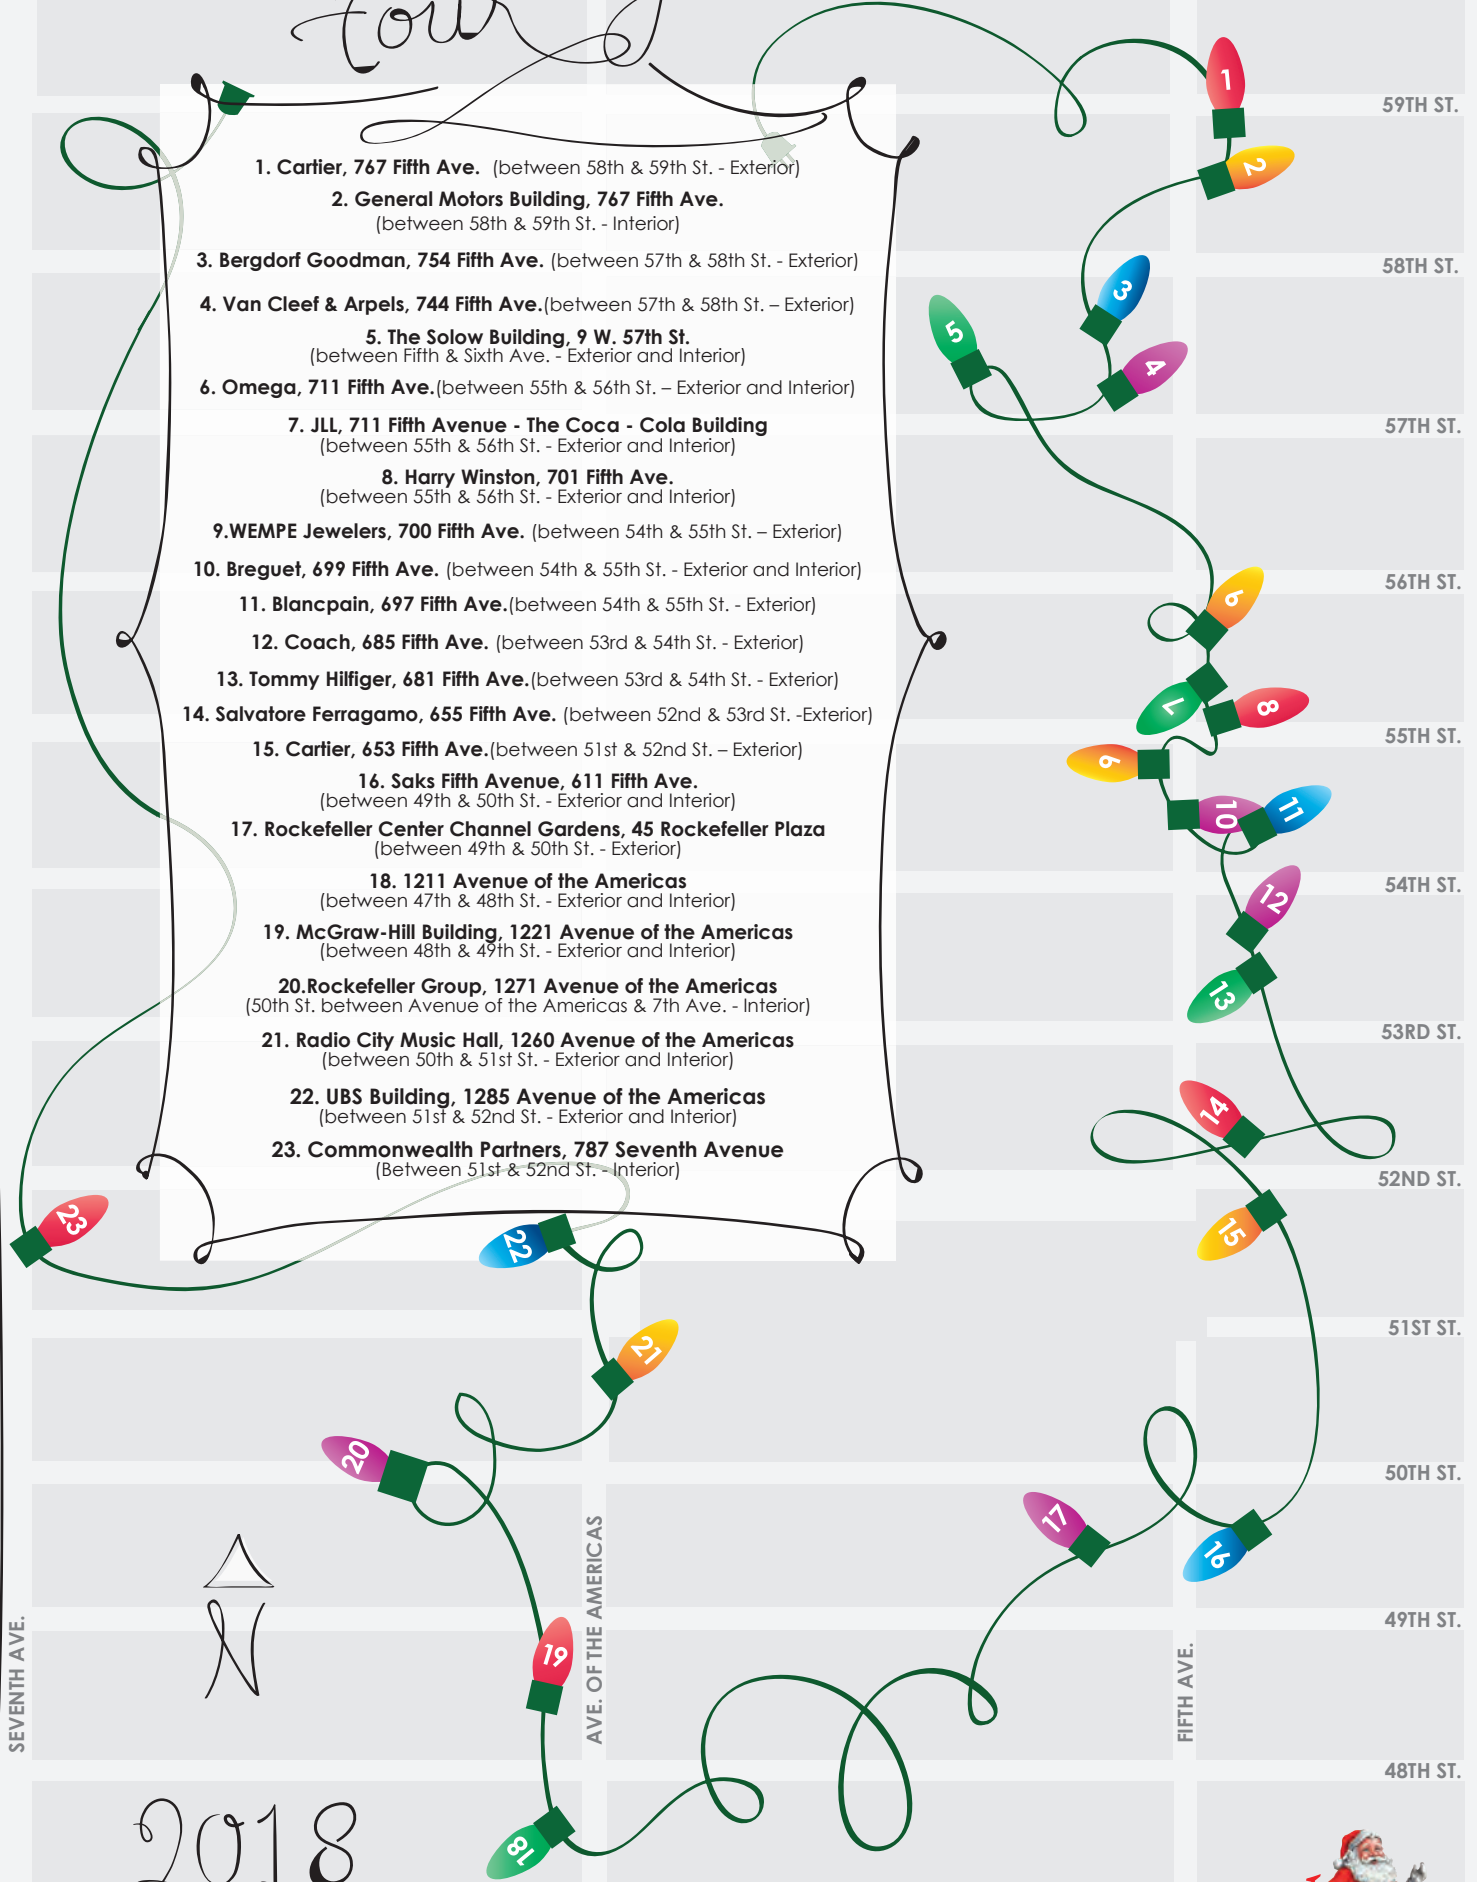 tour
1. Cartier, 767 Fifth Ave. (between 58th & 59th St. - Exterior)
2. General Motors Building, 767 Fifth Ave.
(between 58th & 59th St. - Interior)
3. Bergdorf Goodman, 754 Fifth Ave. (between 57th & 58th St. - Exterior)
4. Van Cleef & Arpels, 744 Fifth Ave.(between 57th & 58th St. – Exterior)
5. The Solow Building, 9 W. 57th St.
(between Fifth & Sixth Ave. - Exterior and Interior)
6. Omega, 711 Fifth Ave.(between 55th & 56th St. – Exterior and Interior)
7. JLL, 711 Fifth Avenue - The Coca - Cola Building
(between 55th & 56th St. - Exterior and Interior)
8. Harry Winston, 701 Fifth Ave.
(between 55th & 56th St. - Exterior and Interior)
9.WEMPE Jewelers, 700 Fifth Ave. (between 54th & 55th St. – Exterior)
10. Breguet, 699 Fifth Ave. (between 54th & 55th St. - Exterior and Interior)
11. Blancpain, 697 Fifth Ave.(between 54th & 55th St. - Exterior)
12. Coach, 685 Fifth Ave. (between 53rd & 54th St. - Exterior)
13. Tommy Hilfiger, 681 Fifth Ave.(between 53rd & 54th St. - Exterior)
14. Salvatore Ferragamo, 655 Fifth Ave. (between 52nd & 53rd St. -Exterior)
15. Cartier, 653 Fifth Ave.(between 51st & 52nd St. – Exterior)
16. Saks Fifth Avenue, 611 Fifth Ave.
(between 49th & 50th St. - Exterior and Interior)
17. Rockefeller Center Channel Gardens, 45 Rockefeller Plaza
(between 49th & 50th St. - Exterior)
18. 1211 Avenue of the Americas
(between 47th & 48th St. - Exterior and Interior)
19. McGraw-Hill Building, 1221 Avenue of the Americas
(between 48th & 49th St. - Exterior and Interior)
20.Rockefeller Group, 1271 Avenue of the Americas
(50th St. between Avenue of the Americas & 7th Ave. - Interior)
21. Radio City Music Hall, 1260 Avenue of the Americas
(between 50th & 51st St. - Exterior and Interior)
22. UBS Building, 1285 Avenue of the Americas
(between 51st & 52nd St. - Exterior and Interior)
23. Commonwealth Partners, 787 Seventh Avenue
(Between 51st & 52nd St. - Interior)
1
59TH ST.
2
58TH ST.
3
5
4
57TH ST.
56TH ST.
6
7
8
55TH ST.
9
10
11
54TH ST.
12
13
53RD ST.
14
52ND ST.
15
23
22
51ST ST.
21
20
50TH ST.
17
16
49TH ST.
19
48TH ST.
18
SEVENTH AVE.
AVE. OF THE AMERICAS
FIFTH AVE.
N
2018